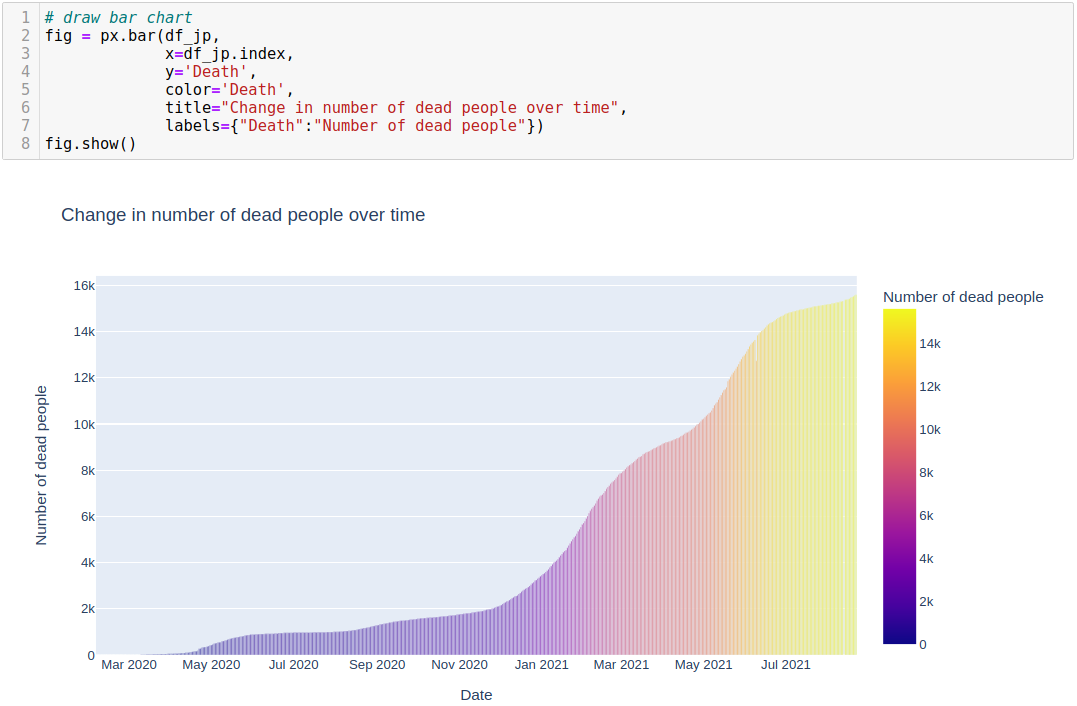 1 # draw bar chart
2 fig = px.bar(df_jp,
3              x=df_jp.index,
4              y='Death',
5              color='Death',
6              title="Change in number of dead people over time",
7              labels={"Death":"Number of dead people"})
8 fig.show()
Change in number of dead people over time
Number of dead people
16k
14k
12k
10k
8k
6k
4k
2k
0
Mar 2020 May 2020 Jul 2020 Sep 2020 Nov 2020 Jan 2021 Mar 2021 May 2021 Jul 2021
Date
Number of dead people
14k
12k
10k
8k
6k
4k
2k
0